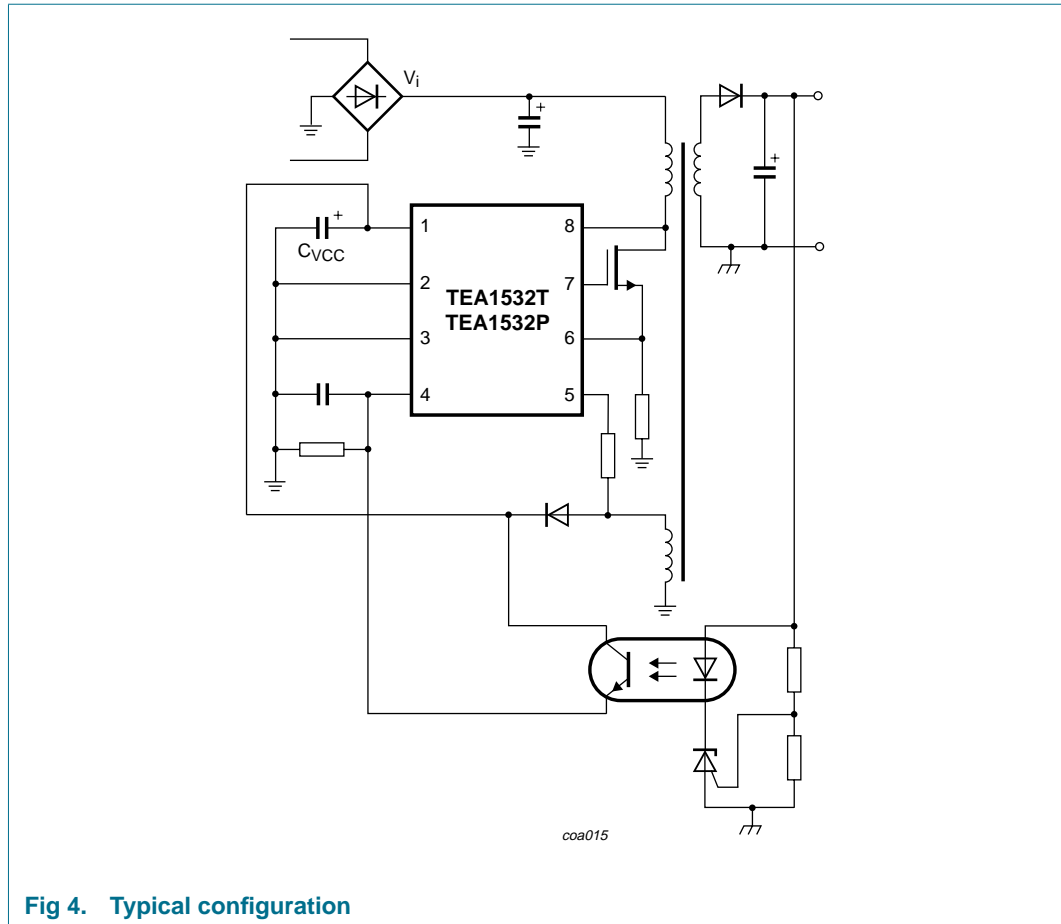 Vi
CVCC
1
2
3
4
8
7
6
5
TEA1532T
TEA1532P
+
+
+
coa015
Fig 4. Typical configuration